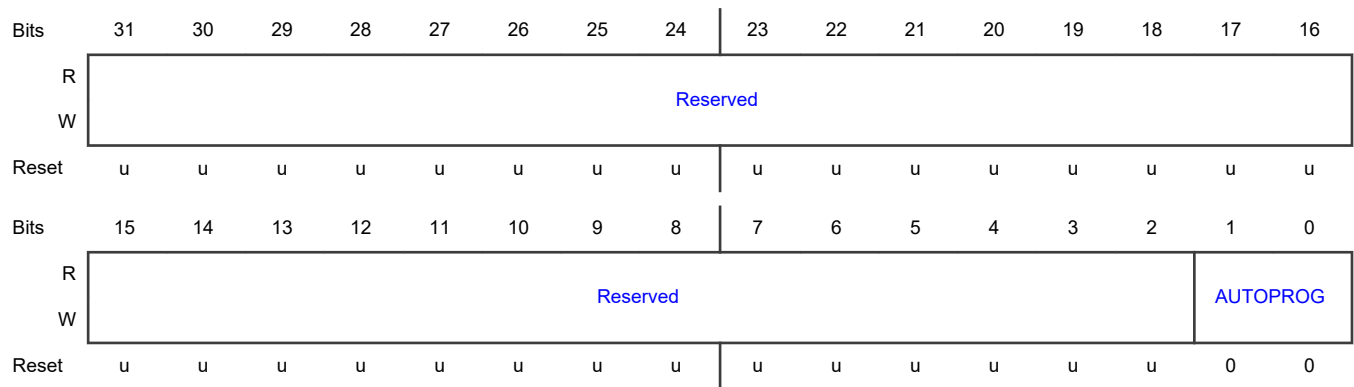 Bits 31 30 29 28 27 26 25 24 23 22 21 20 19 18 17 16
R
Reserved
W
Reset u u u u u u u u u u u u u u u u
Bits 15 14 13 12 11 10 9 8 7 6 5 4 3 2 1 0
R
Reserved AUTOPROG
W
Reset u u u u u u u u u u u u u u 0 0